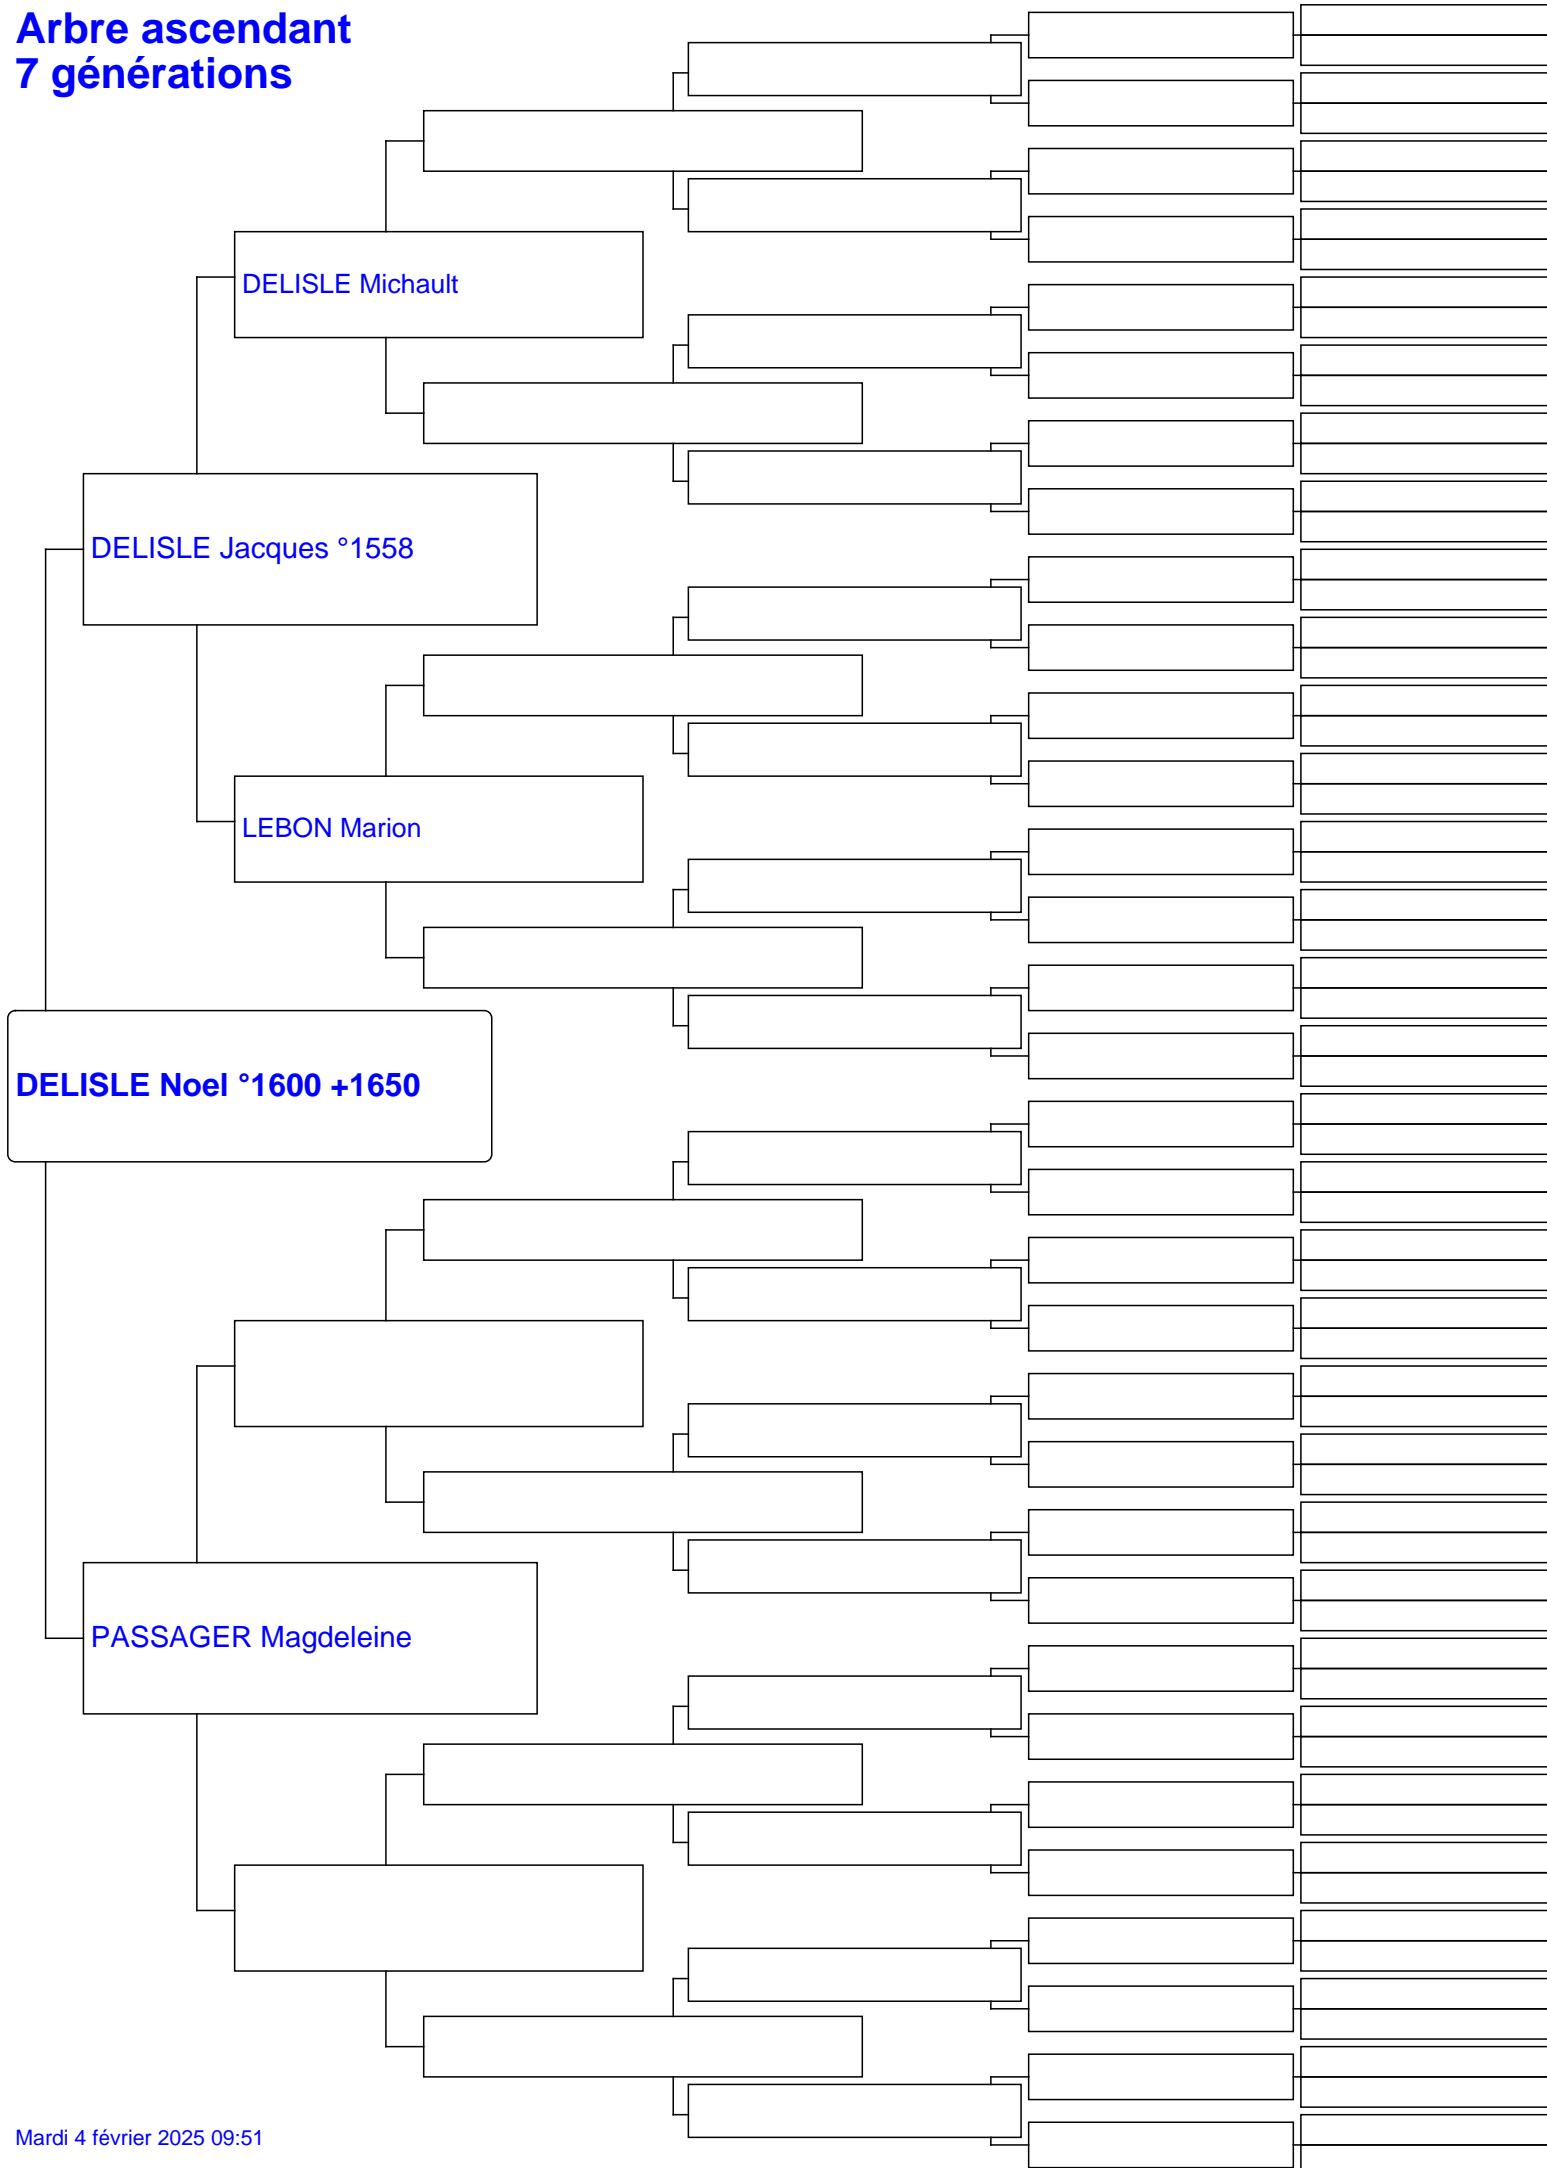 Arbre ascendant
7 générations
DELISLE Michault
DELISLE Jacques °1558
LEBON Marion
DELISLE Noel °1600 +1650
PASSAGER Magdeleine
Mardi 4 février 2025 09:51